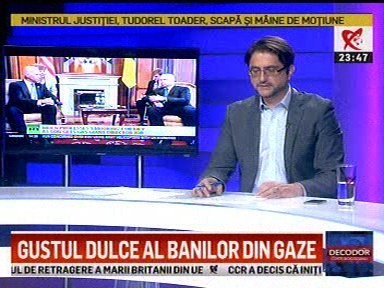 MINISTRUL JUSTIȚIEI, TUDOREL TOADER, SCAPĂ ȘI MÂINE DE MOȚIUNE
23:47
RT
GUSTUL DULCE AL BANILOR DIN GAZE
DECODOR
UL DE RETRAGERE A MARII BRITANII DIN UE
CCR A DECIS CĂ INIȚI